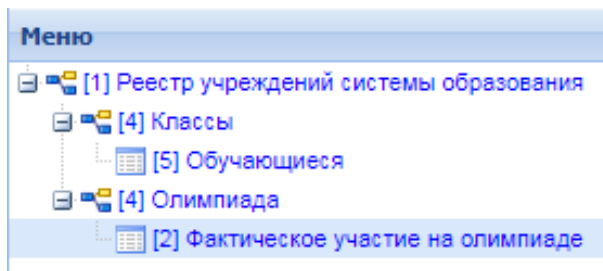 Меню
[1] Реестр учреждений системы образования
[4] Классы
[5] Обучающиеся
[4] Олимпиада
[2] Фактическое участие на олимпиаде